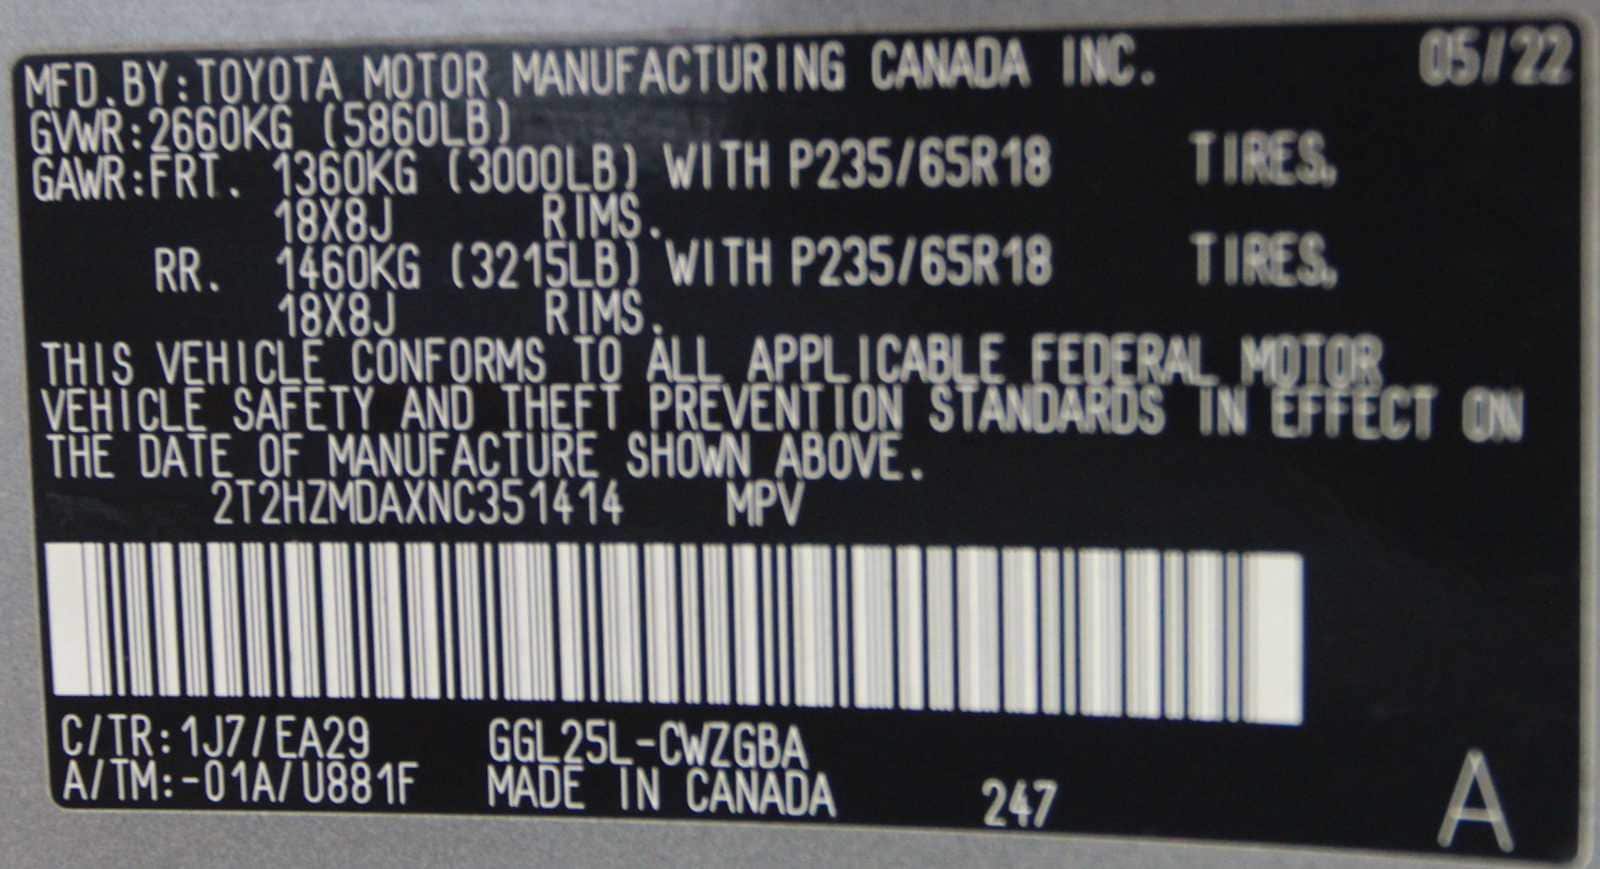 MFD.BY:TOYOTA MOTOR MANUFACTURING CANADA INC. 05/22
GVWR:2660KG (5860LB)
GAWR:FRT. 1360KG (3000LB) WITH P235/65R18 TIRES,
18X8J RIMS.
RR. 1460KG (3215LB) WITH P235/65R18 TIRES,
18X8J RIMS.
THIS VEHICLE CONFORMS TO ALL APPLICABLE FEDERAL MOTOR
VEHICLE SAFETY AND THEFT PREVENTION STANDARDS IN EFFECT ON
THE DATE OF MANUFACTURE SHOWN ABOVE.
2T2HZMDAXNC351414 MPV
C/TR:1J7/EA29 GGL25L-CWZGBA
A/TM:-01A/U881F MADE IN CANADA 247 A